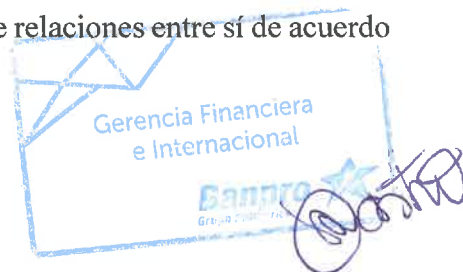 e relaciones entre sí de acuerdo
Gerencia Financiera
e Internacional
Banpro